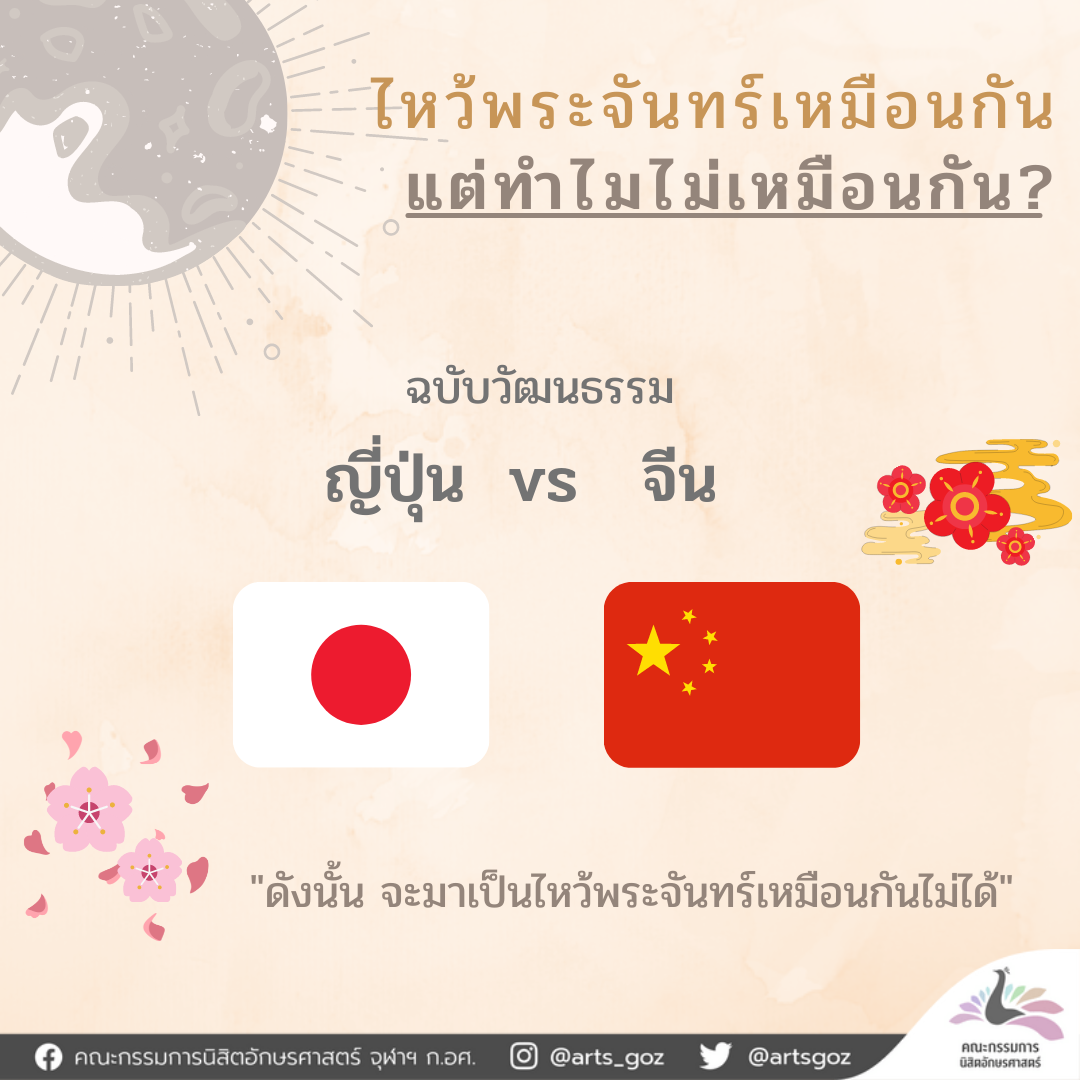 ไหว้พระจันทร์เหมือนกัน
แต่ทำไมไม่เหมือนกัน?
ฉบับวัฒนธรรม
ญี่ปุ่น vs จีน
"ดังนั้น จะมาเป็นไหว้พระจันทร์เหมือนกันไม่ได้"
คณะกรรมการนิสิตอักษรศาสตร์ จุฬาฯ ก.อศ. @arts_goz @artsgoz
คณะกรรมการ
นิสิตอักษรศาสตร์